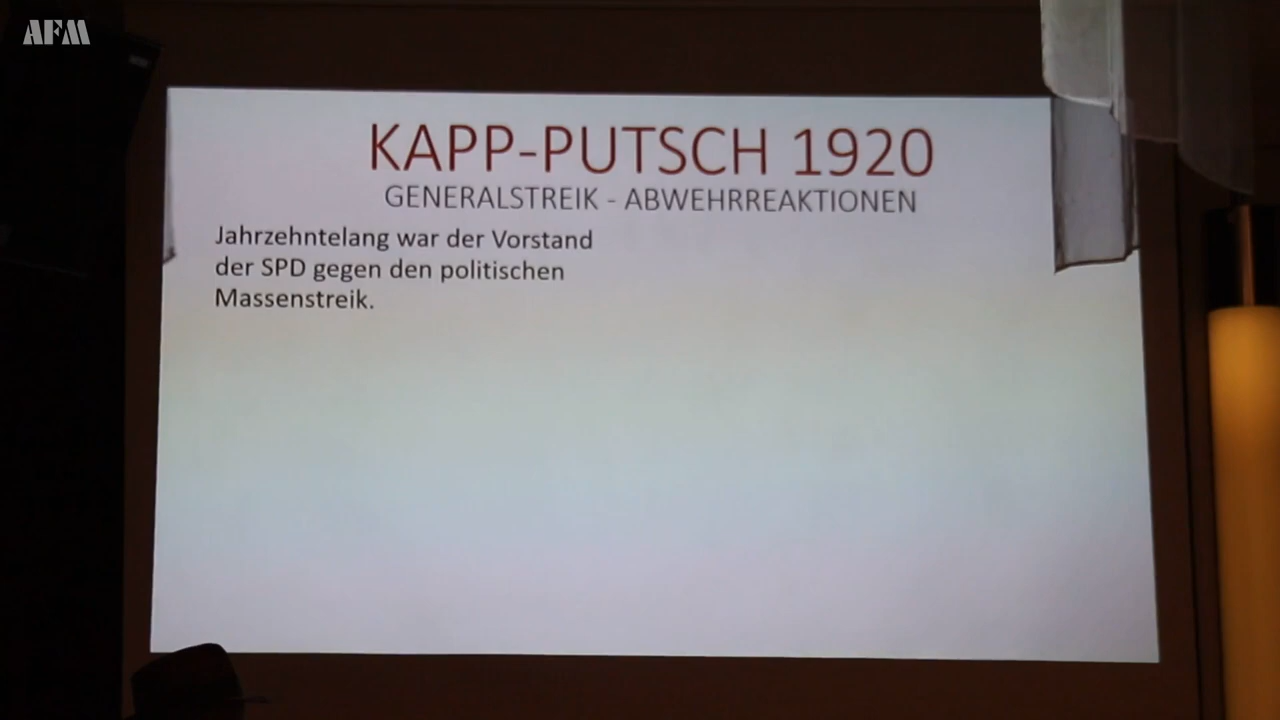 AFM
KAPP-PUTSCH 1920
GENERALSTREIK - ABWEHRREAKTIONEN
Jahrzehntelang war der Vorstand
der SPD gegen den politischen
Massenstreik.